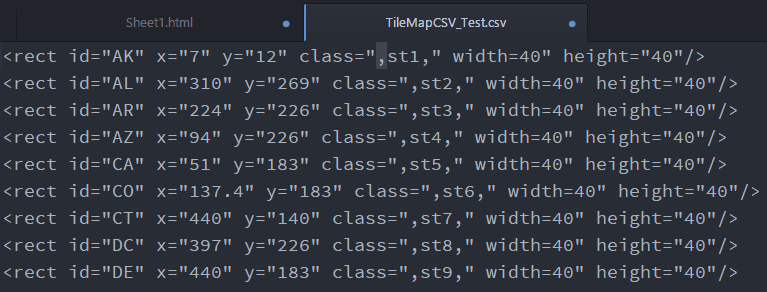 Sheet1.html TileMapCSV_Test.csv
<rect id="AK" x="7" y="12" class=",st1," width=40" height="40"/>
<rect id="AL" x="310" y="269" class=",st2," width=40" height="40"/>
<rect id="AR" x="224" y="226" class=",st3," width=40" height="40"/>
<rect id="AZ" x="94" y="226" class=",st4," width=40" height="40"/>
<rect id="CA" x="51" y="183" class=",st5," width=40" height="40"/>
<rect id="CO" x="137.4" y="183" class=",st6," width=40" height="40"/>
<rect id="CT" x="440" y="140" class=",st7," width=40" height="40"/>
<rect id="DC" x="397" y="226" class=",st8," width=40" height="40"/>
<rect id="DE" x="440" y="183" class=",st9," width=40" height="40"/>